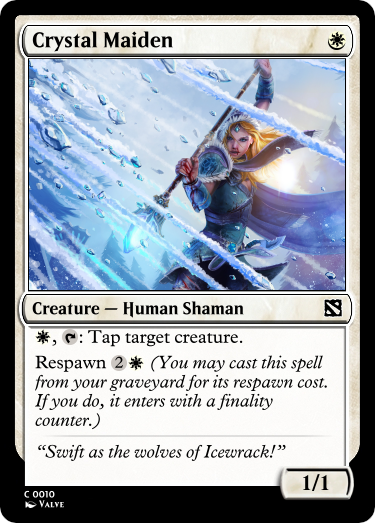 Crystal Maiden
Creature — Human Shaman
, : Tap target creature.
Respawn 2 (You may cast this spell
from your graveyard for its respawn cost.
If you do, it enters with a finality
counter.)
“Swift as the wolves of Icewrack!”
1/1
C 0010
Valve